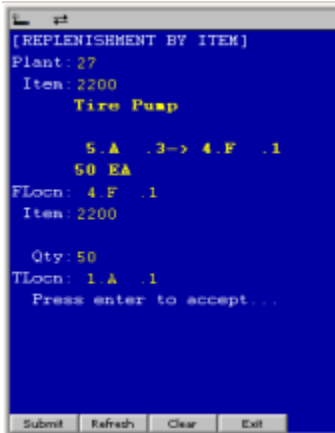 [REPLENISHMENT BY ITEM]
Plant: 27
Item: 2200
Tire Pump
5.A .3-> 4.F .1
50 EA
FLocn: 4.F .1
Item: 2200
Qty: 50
TLocn: 1.A .1
Press enter to accept...
Submit Refresh Clear Exit